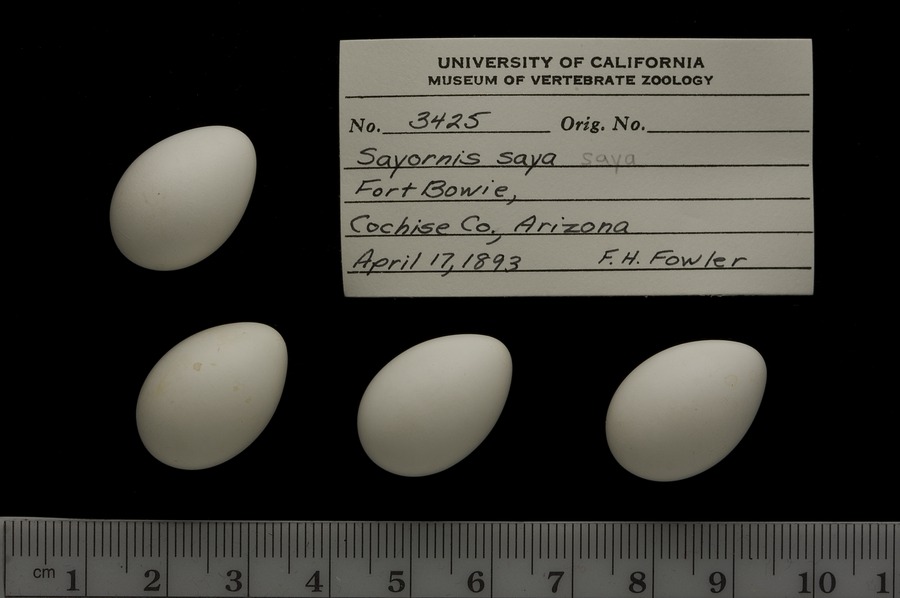 UNIVERSITY OF CALIFORNIA
MUSEUM OF VERTEBRATE ZOOLOGY
No. 3425 Orig. No.
Sayornis saya saya
Fort Bowie,
Cochise Co., Arizona
April 17, 1893 F. H. Fowler
cm 1 2 3 4 5 6 7 8 9 10 1